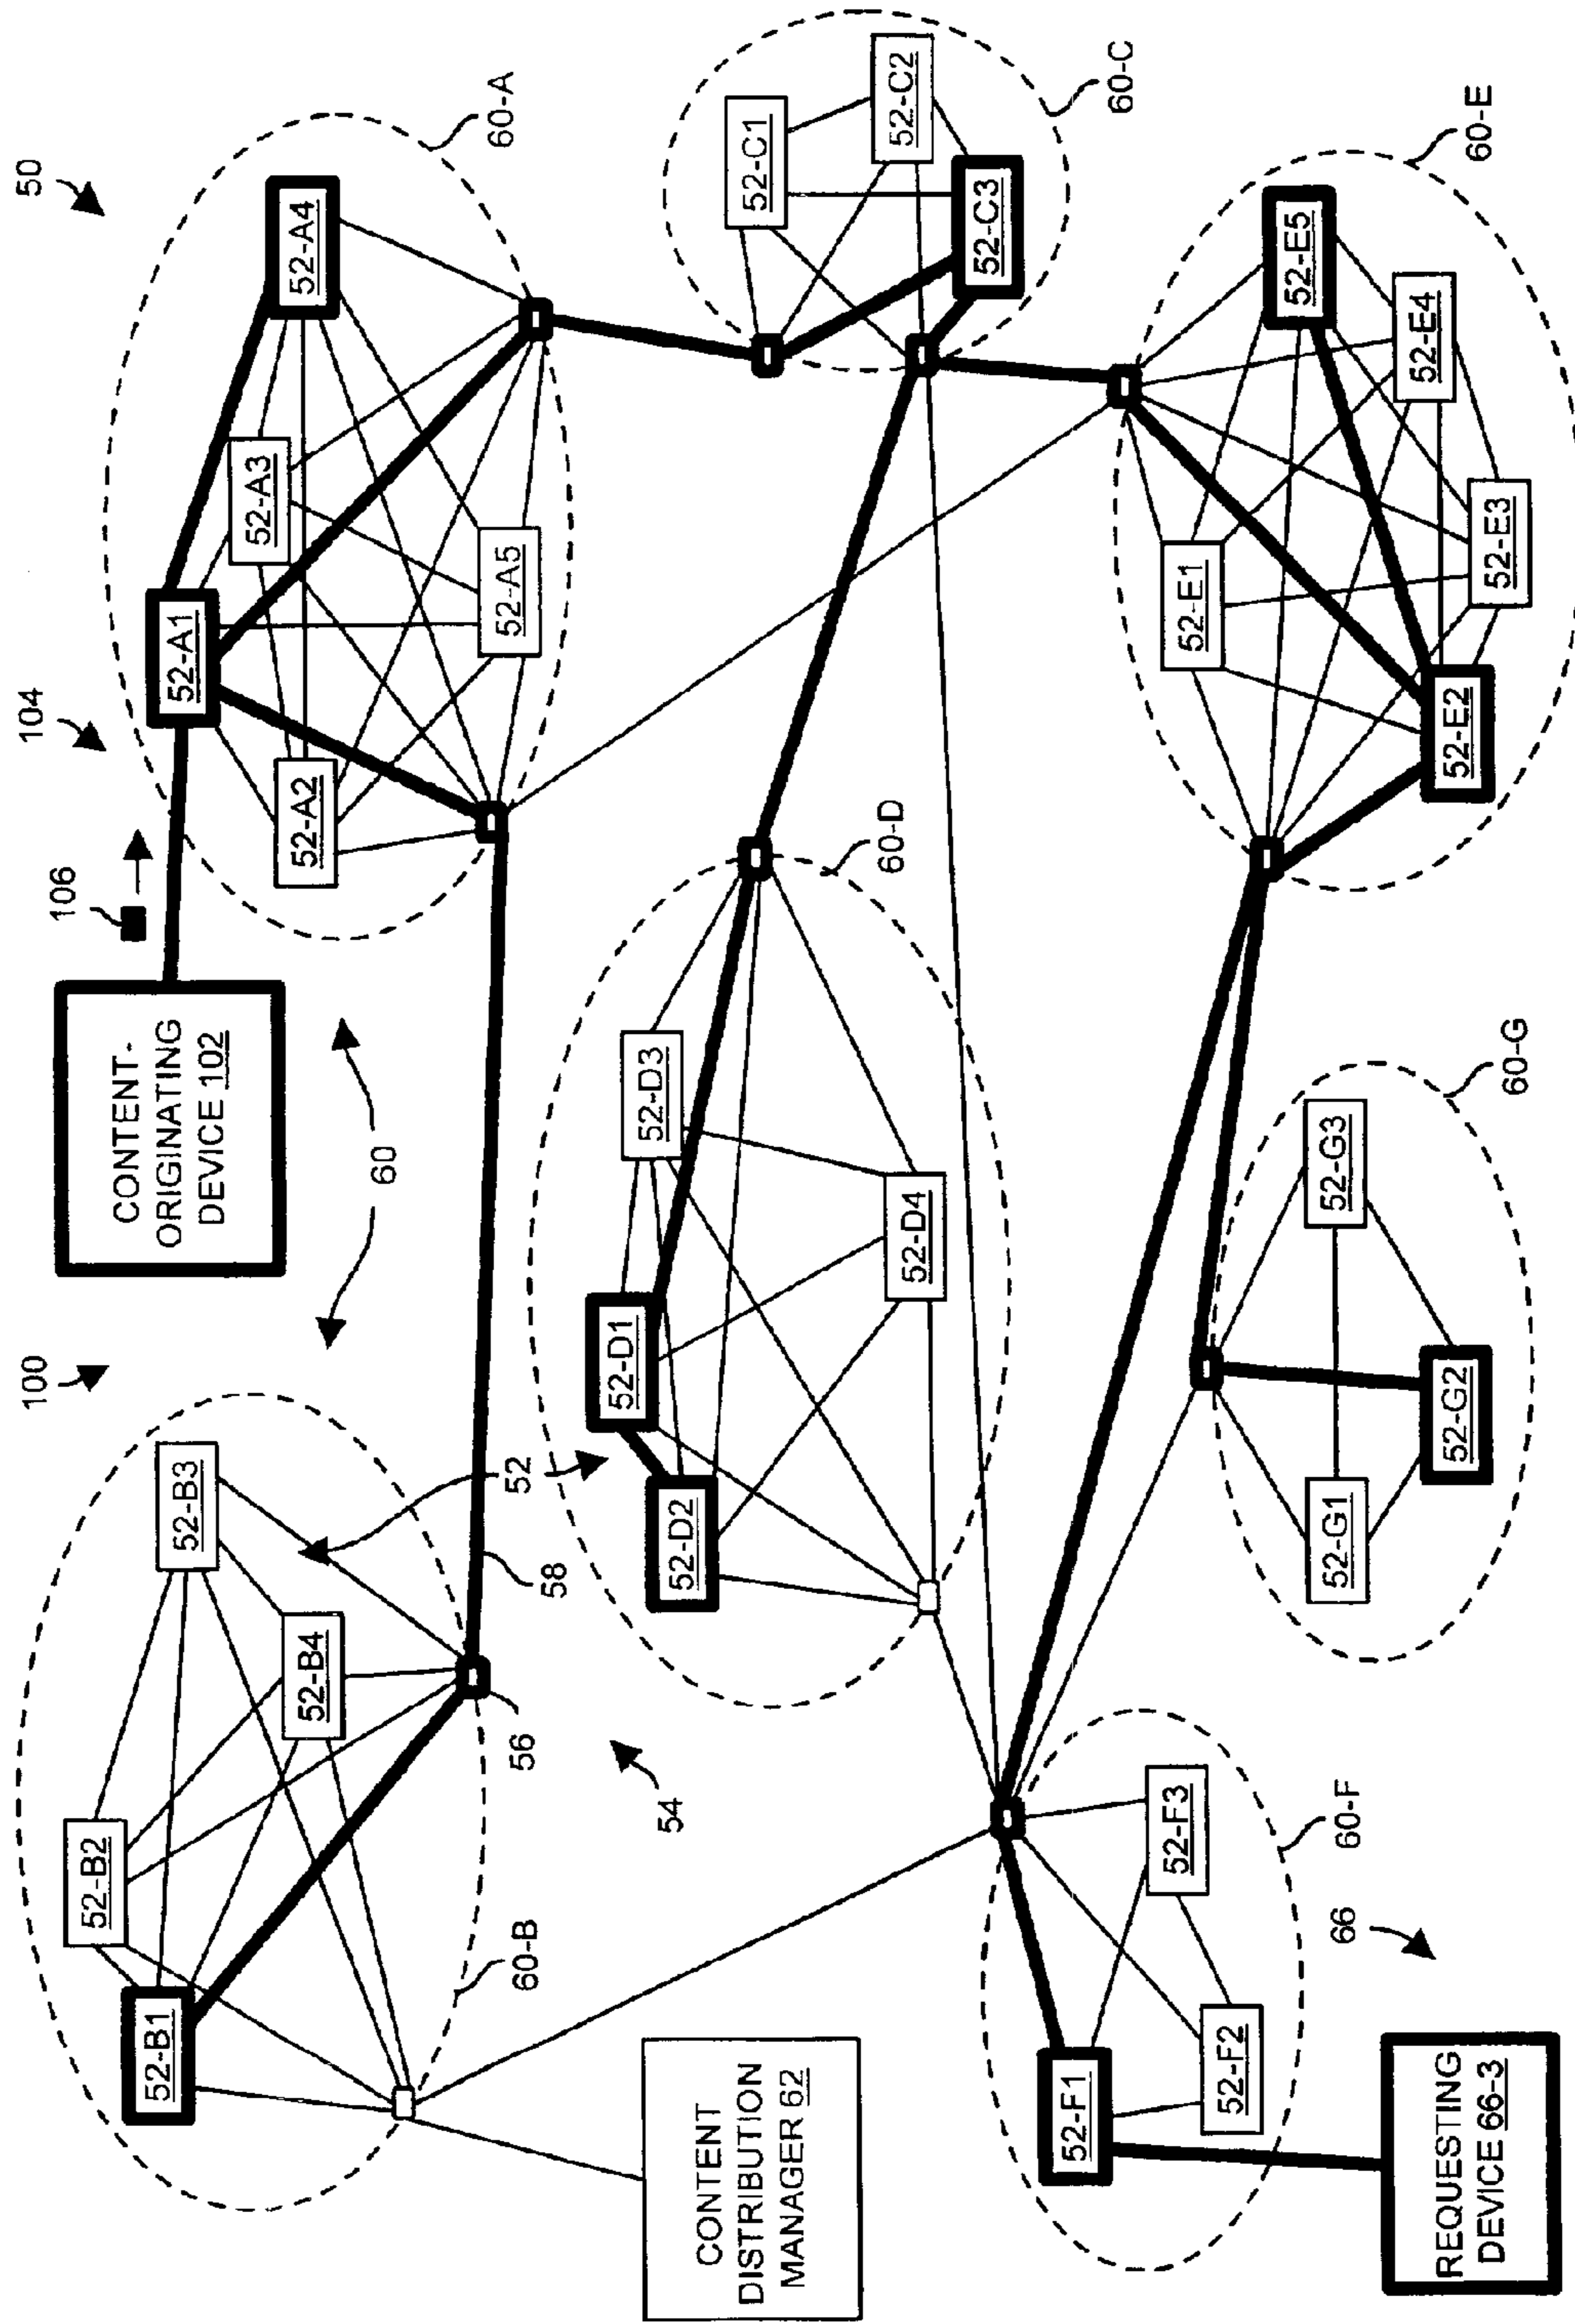 50
104
106
100
60-A
CONTENT-
ORIGINATING
DEVICE 102
60
52-A1
52-A2
52-A3
52-A4
52-A5
52-B1
52-B2
52-B3
52-B4
60-B
52
58
56
54
60-C
52-C1
52-C2
52-C3
60-D
52-D1
52-D2
52-D3
52-D4
CONTENT
DISTRIBUTION
MANAGER 62
60-E
52-E1
52-E2
52-E3
52-E4
52-E5
60-F
52-F1
52-F2
52-F3
60-G
52-G1
52-G2
52-G3
66
REQUESTING
DEVICE 66-3